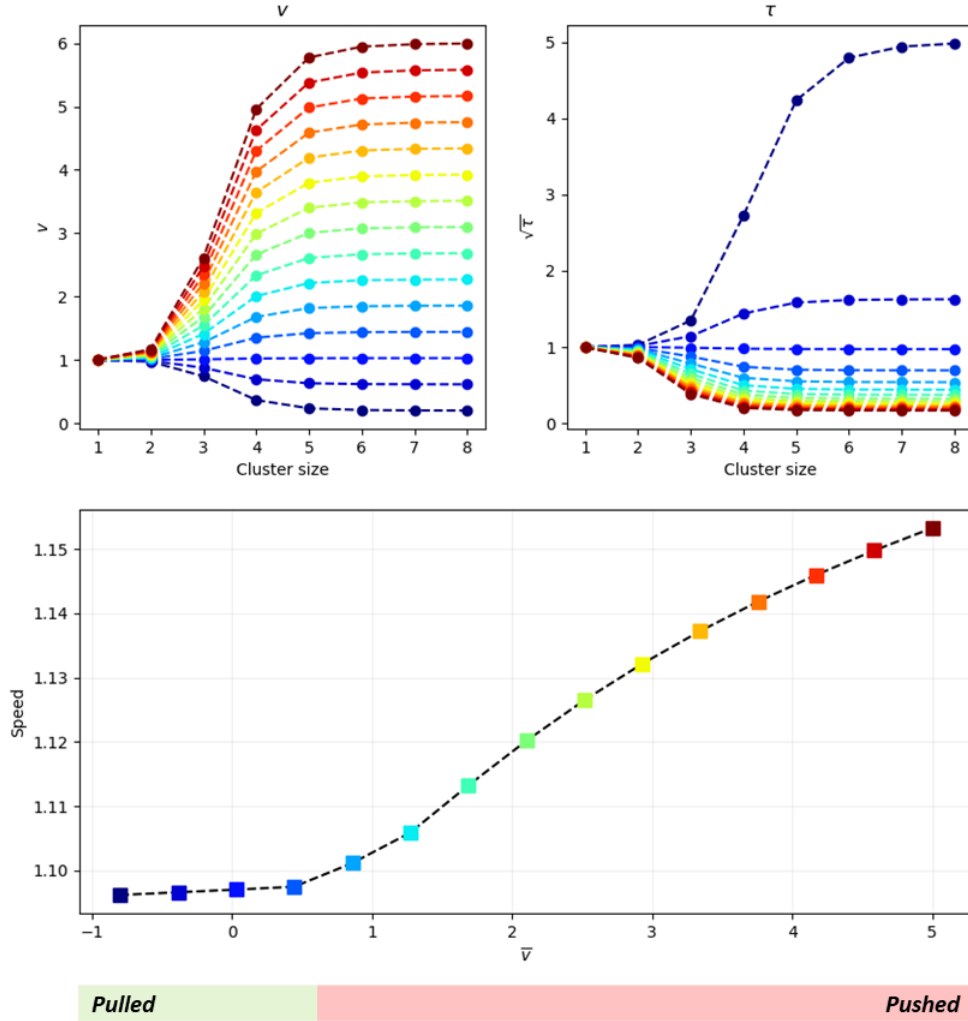 v
τ
6
5
4
3
2
1
0
v
1 2 3 4 5 6 7 8
Cluster size
5
4
3
2
1
0
√τ
1 2 3 4 5 6 7 8
Cluster size
1.15
1.14
1.13
1.12
1.11
1.10
Speed
−1 0 1 2 3 4 5
v̅
Pulled
Pushed